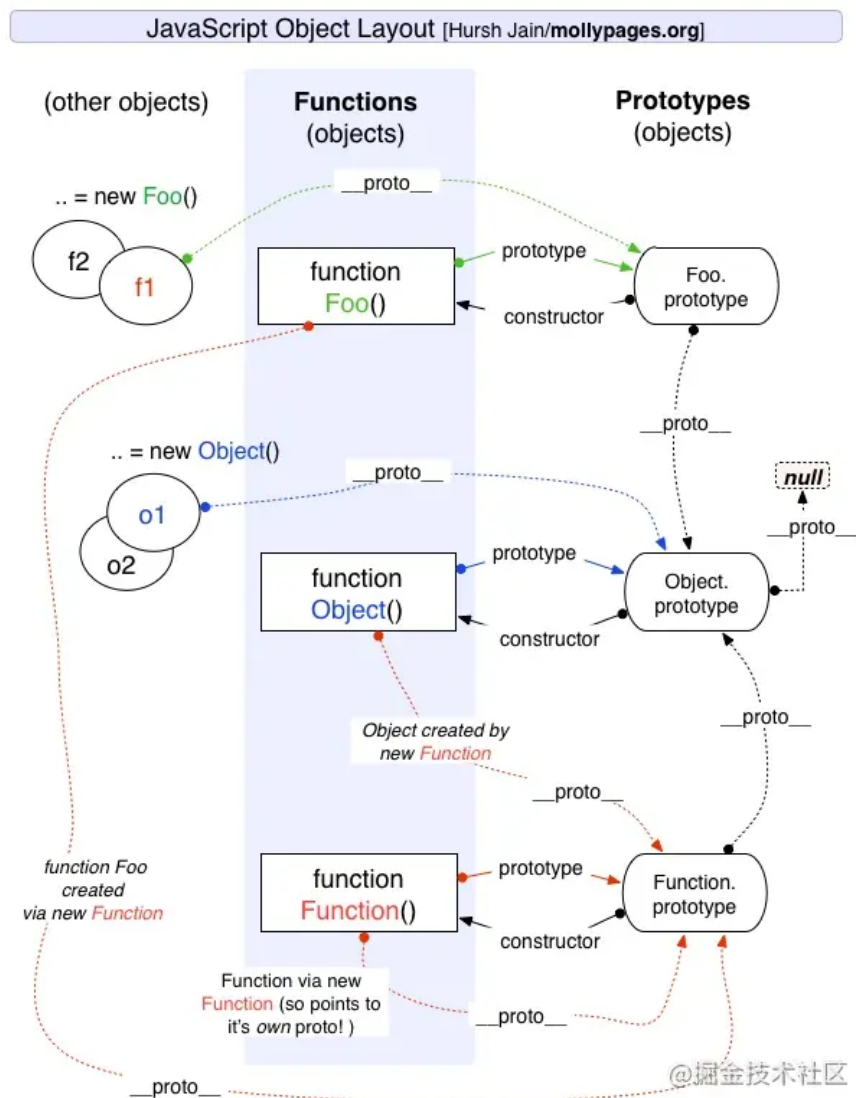 JavaScript Object Layout [Hursh Jain/mollypages.org]
(other objects)
Functions
(objects)
Prototypes
(objects)
__proto__
.. = new Foo()
f2
f1
function
Foo()
prototype
constructor
Foo.
prototype
__proto__
.. = new Object()
__proto__
null
__proto__
o1
o2
function
Object()
prototype
constructor
Object.
prototype
Object created by
new Function
__proto__
__proto__
function Foo
created
via new Function
function
Function()
prototype
constructor
Function.
prototype
Function via new
Function (so points to
it's own proto! )
__proto__
__proto__
@掘金技术社区